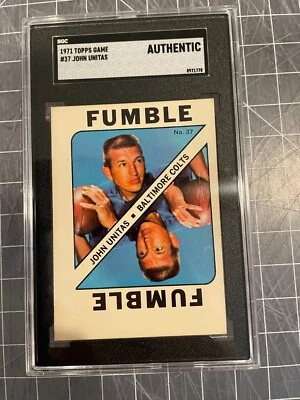 SGC
1971 TOPPS GAME
#37 JOHN UNITAS
AUTHENTIC
FUMBLE
No. 37
JOHN UNITAS ■ BALTIMORE COLTS
FUMBLE